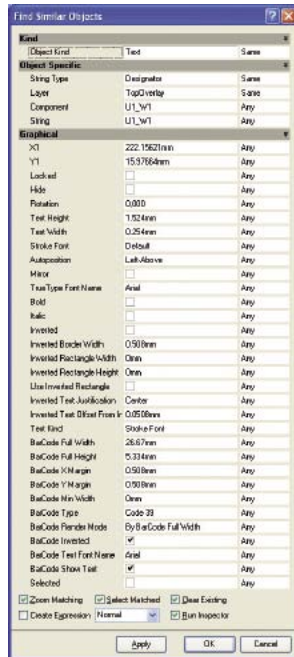 Find Similar Objects
Kind
Object Kind Text Same
Object Specific
String Type Designator Same
Layer TopOverlay Same
Component U1_W1 Any
String U1_W1 Any
Graphical
X1 222.15621mm Any
Y1 15.97664mm Any
Locked Any
Hide Any
Rotation 0,000 Any
Text Height 1.524mm Any
Text Width 0.254mm Any
Stroke Font Default Any
Autoposition Left-Above Any
Mirror Any
TrueType Font Name Arial Any
Bold Any
Italic Any
Inverted Any
Inverted Border Width 0.508mm Any
Inverted Rectangle Width 0mm Any
Inverted Rectangle Height 0mm Any
Use Inverted Rectangle Any
Inverted Text Justification Center Any
Inverted Text Offset From Ir 0.0508mm Any
Text Kind Stroke Font Any
BarCode Full Width 26.67mm Any
BarCode Full Height 5.334mm Any
BarCode X Margin 0.508mm Any
BarCode Y Margin 0.508mm Any
BarCode Min Width 0mm Any
BarCode Type Code 39 Any
BarCode Render Mode By BarCode Full Width Any
BarCode Inverted Any
BarCode Text Font Name Arial Any
BarCode Show Text Any
Selected Any
Zoom Matching Select Matched Clear Existing
Create Expression Normal Run Inspector
Apply OK Cancel